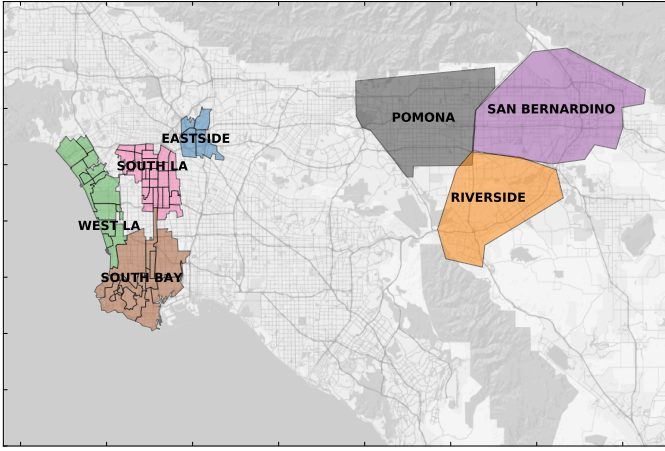 POMONA
SAN BERNARDINO
EASTSIDE
SOUTH LA
RIVERSIDE
WEST LA
SOUTH BAY